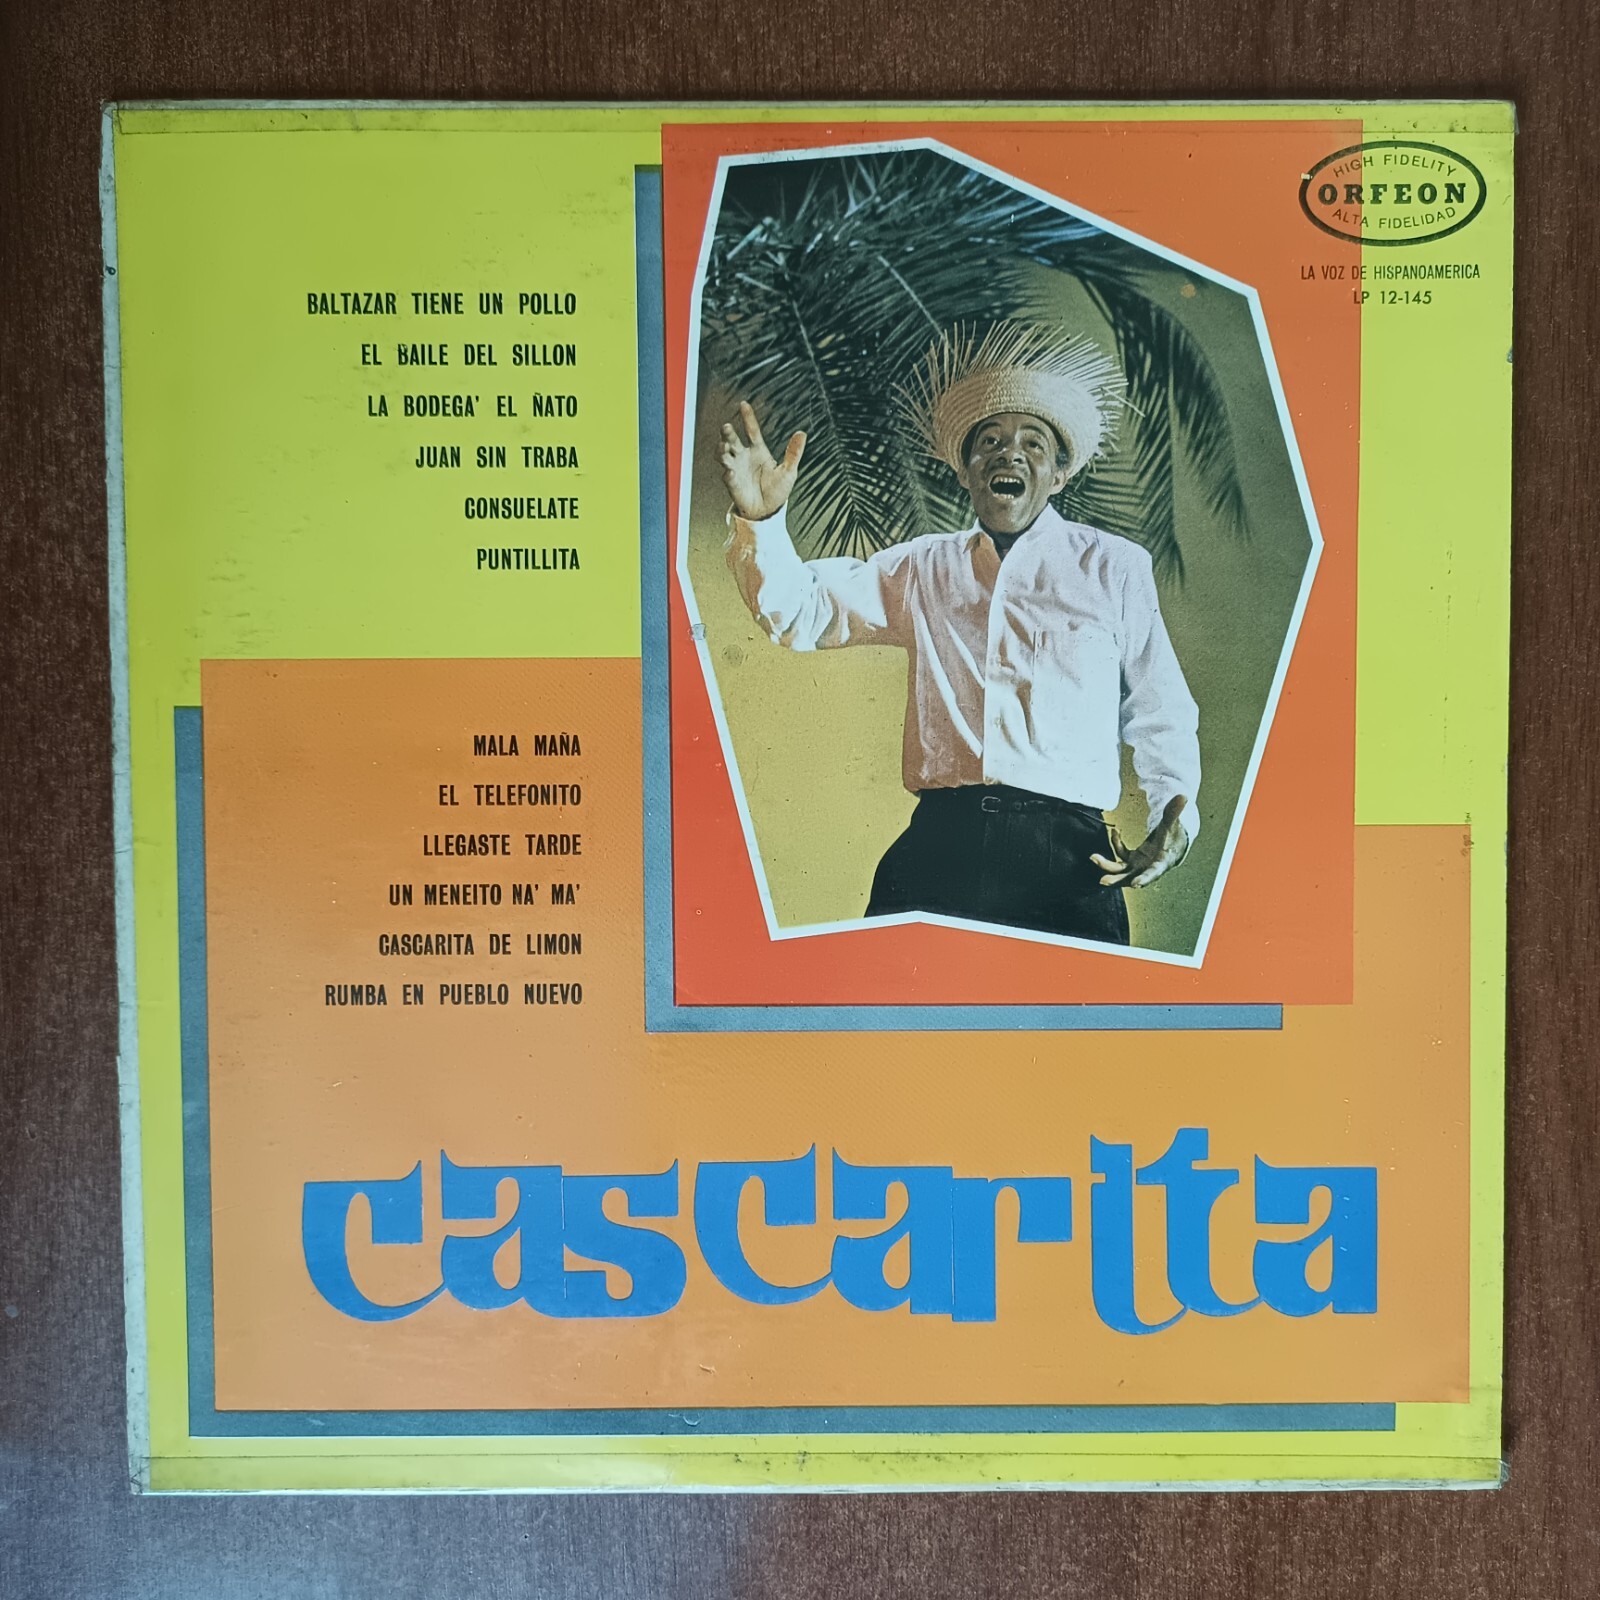 HIGH FIDELITY
ORFEON
ALTA FIDELIDAD
LA VOZ DE HISPANOAMERICA
LP 12-145
BALTAZAR TIENE UN POLLO
EL BAILE DEL SILLON
LA BODEGA' EL ÑATO
JUAN SIN TRABA
CONSUELATE
PUNTILLITA
MALA MAÑA
EL TELEFONITO
LLEGASTE TARDE
UN MENEITO NA' MA'
CASCARITA DE LIMON
RUMBA EN PUEBLO NUEVO
cascarita